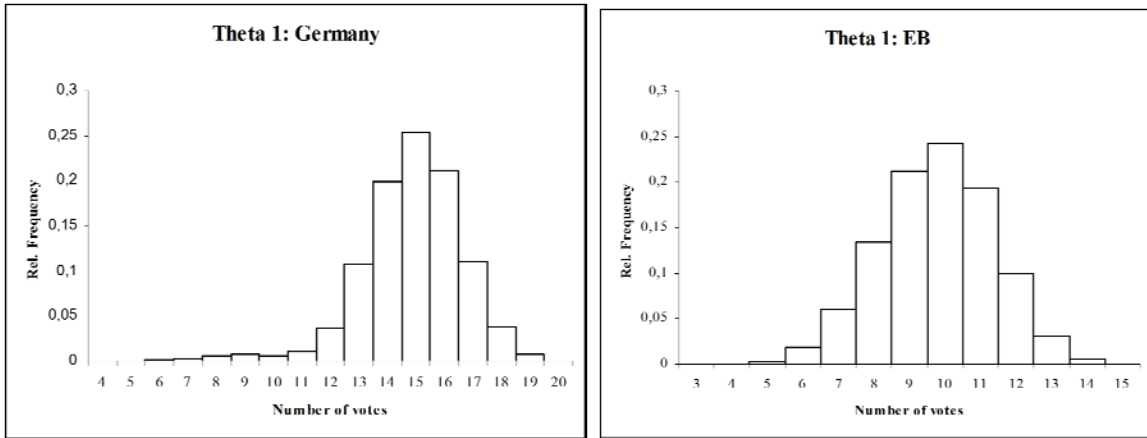 Theta 1: Germany
0,3
0,25
0,2
0,15
0,1
0,05
0
Rel. Frequency
4 5 6 7 8 9 10 11 12 13 14 15 16 17 18 19 20
Number of votes
Theta 1: EB
0,3
0,25
0,2
0,15
0,1
0,05
0
Rel. Frequency
3 4 5 6 7 8 9 10 11 12 13 14 15
Number of votes